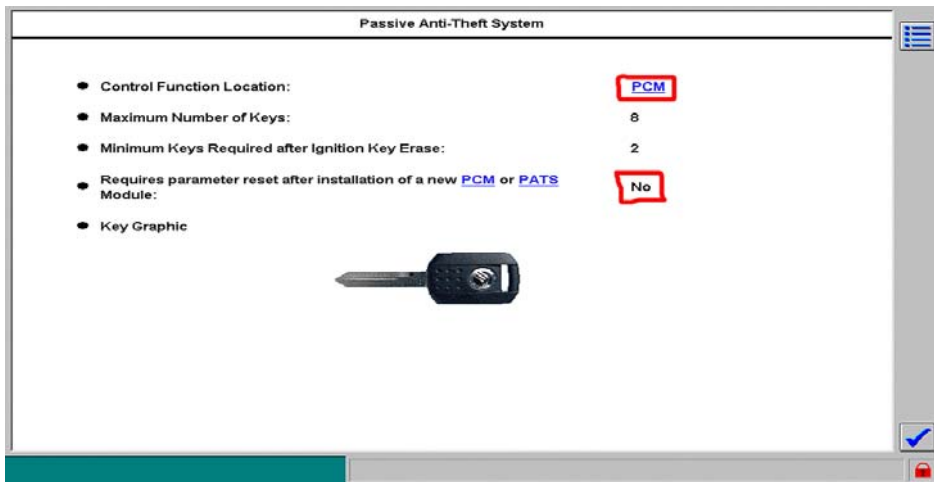 Passive Anti-Theft System
Control Function Location: PCM
Maximum Number of Keys: 8
Minimum Keys Required after Ignition Key Erase: 2
Requires parameter reset after installation of a new PCM or PATS
Module: No
Key Graphic